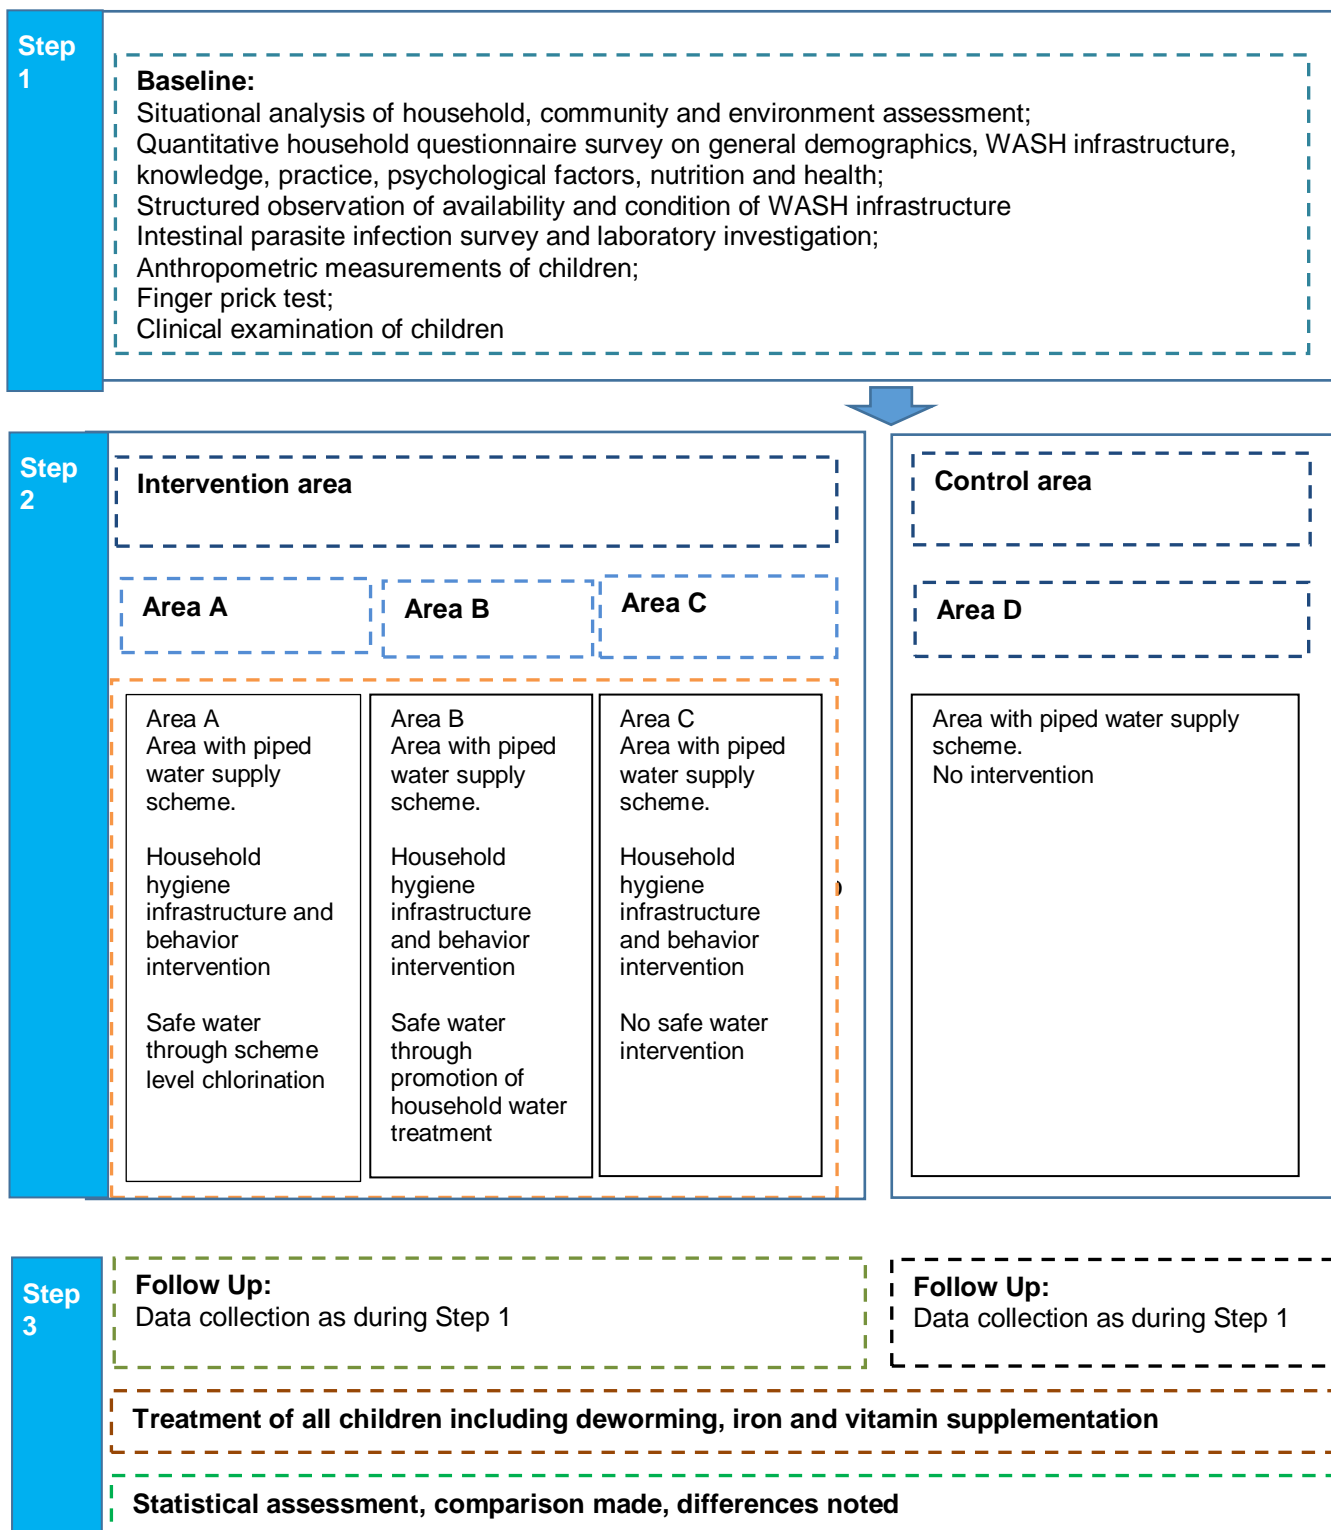 Step
1
Baseline:
Situational analysis of household, community and environment assessment;
Quantitative household questionnaire survey on general demographics, WASH infrastructure,
knowledge, practice, psychological factors, nutrition and health;
Structured observation of availability and condition of WASH infrastructure
Intestinal parasite infection survey and laboratory investigation;
Anthropometric measurements of children;
Finger prick test;
Clinical examination of children
Step
2
Intervention area
Control area
Area A
Area B
Area C
Area D
Area A
Area with piped
water supply
scheme.
Household
hygiene
infrastructure and
behavior
intervention
Safe water
through scheme
level chlorination
Area B
Area with piped
water supply
scheme.
Household
hygiene
infrastructure
and behavior
intervention
Safe water
through
promotion of
household water
treatment
Area C
Area with piped
water supply
scheme.
Household
hygiene
infrastructure
and behavior
intervention
No safe water
intervention
Area with piped water supply
scheme.
No intervention
Step
3
Follow Up:
Data collection as during Step 1
Follow Up:
Data collection as during Step 1
Treatment of all children including deworming, iron and vitamin supplementation
Statistical assessment, comparison made, differences noted